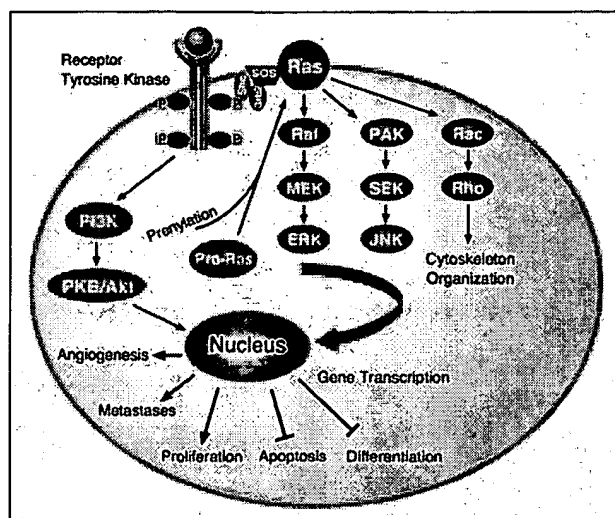 Receptor
Tyrosine Kinase
SOS
Ras
Raf
PAK
Rac
MEK
SEK
Rho
ERK
JNK
Cytoskeleton
Organization
PI3K
Prenylation
Pro-Ras
PKB/Akt
Nucleus
Angiogenesis
Gene Transcription
Metastases
Proliferation
Apoptosis
Differentiation